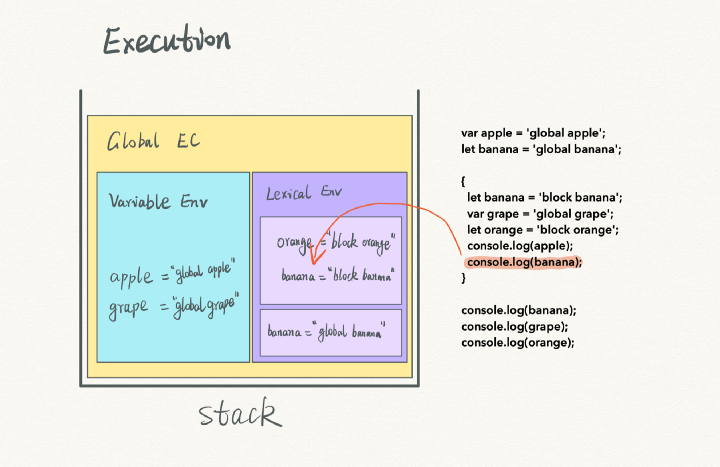 Execution
Global EC
Variable Env
apple = "global apple"
grape = "global grape"
Lexical Env
orange = "block orange"
banana = "block banana"
banana = "global banana"
stack
var apple = 'global apple';
let banana = 'global banana';
{
let banana = 'block banana';
var grape = 'global grape';
let orange = 'block orange';
console.log(apple);
console.log(banana);
}
console.log(banana);
console.log(grape);
console.log(orange);